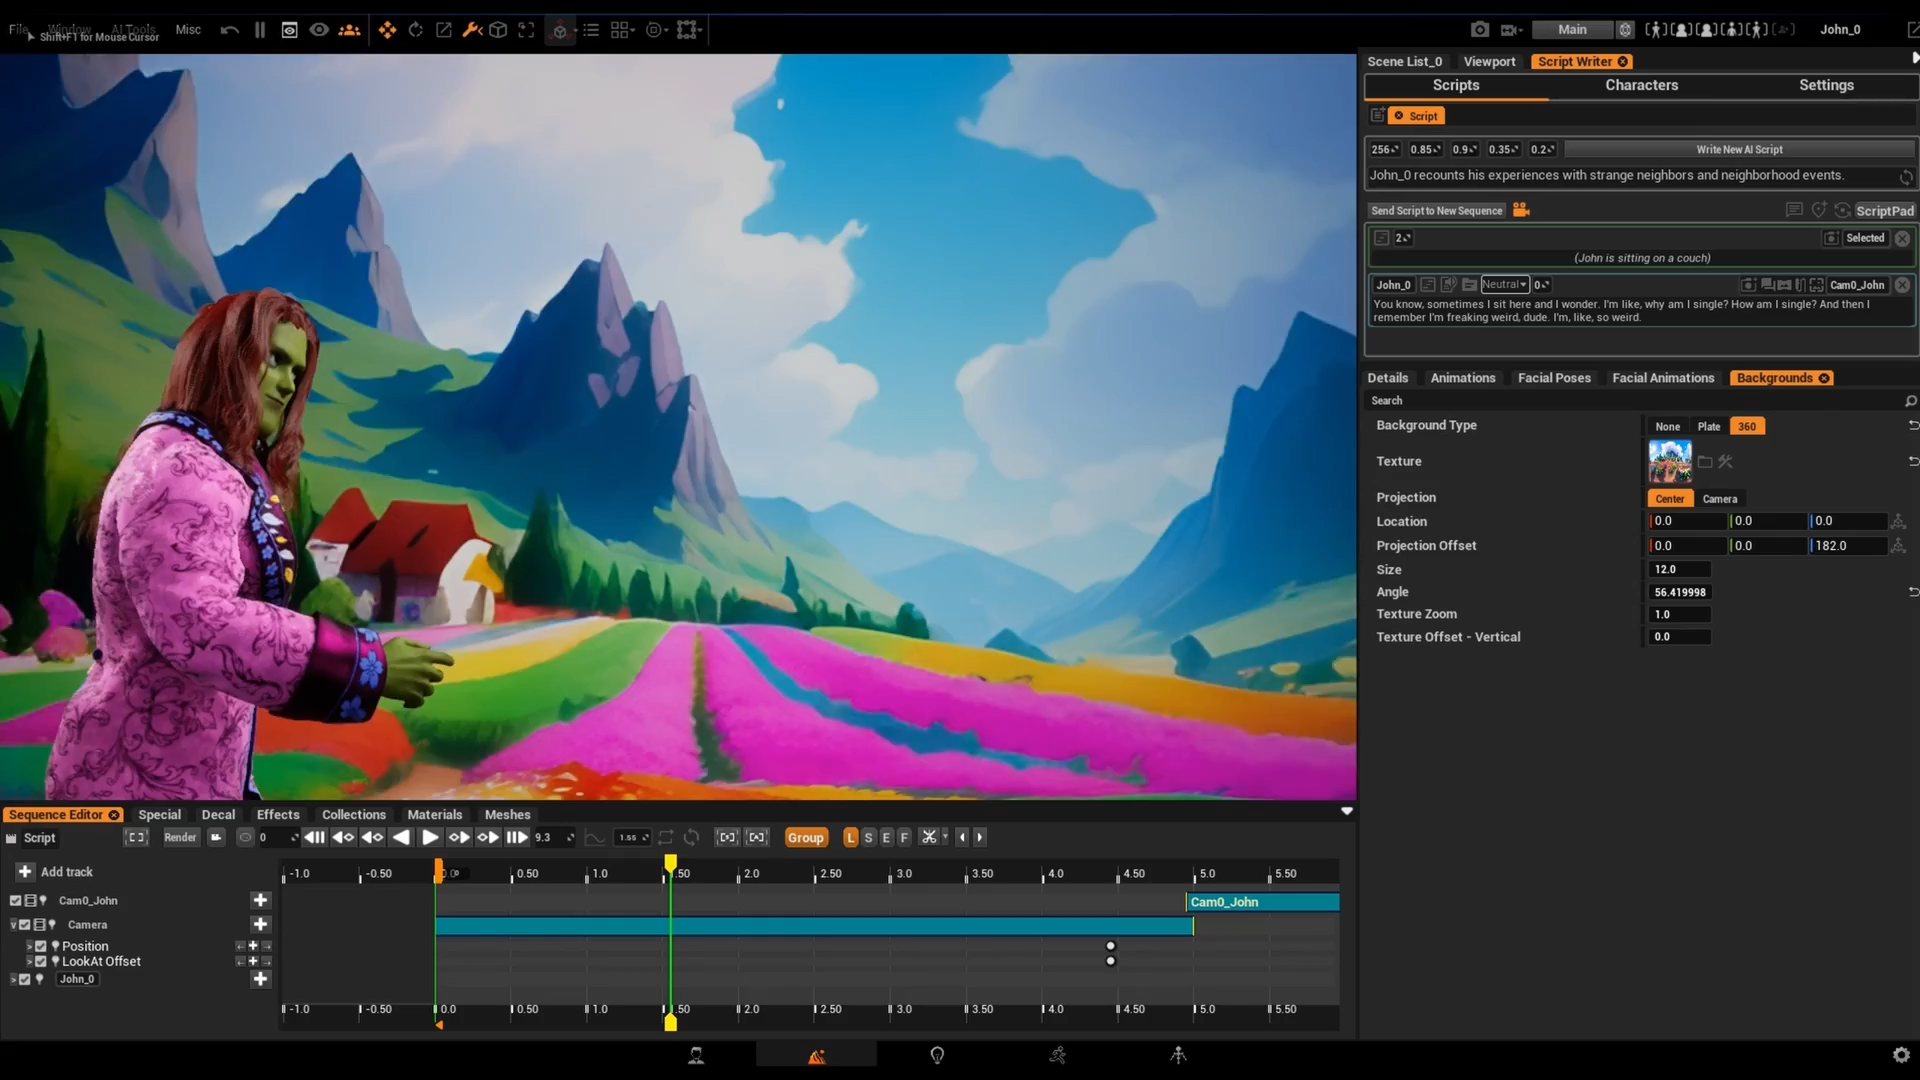 File Window AI Tools Misc
Shift+F1 for Mouse Cursor
Main
John_0
Scene List_0 Viewport Script Writer
Scripts Characters Settings
Script
256 0.85 0.9 0.35 0.2 Write New AI Script
John_0 recounts his experiences with strange neighbors and neighborhood events.
Send Script to New Sequence ScriptPad
2 Selected
(John is sitting on a couch)
John_0 Neutral 0 Cam0_John
You know, sometimes I sit here and I wonder. I'm like, why am I single? How am I single? And then I
remember I'm freaking weird, dude. I'm, like, so weird.
Details Animations Facial Poses Facial Animations Backgrounds
Search
Background Type None Plate 360
Texture
Projection Center Camera
Location 0.0 0.0 0.0
Projection Offset 0.0 0.0 182.0
Size 12.0
Angle 56.419998
Texture Zoom 1.0
Texture Offset - Vertical 0.0
Sequence Editor Special Decal Effects Collections Materials Meshes
Script Render 0 9.3 1.55 Group L S E F
Add track
-1.0 -0.50 0.50 1.0 .50 2.0 2.50 3.0 3.50 4.0 4.50 5.0 5.50
Cam0_John Cam0_John
Camera
Position
LookAt Offset
John_0
-1.0 -0.50 0.0 0.50 1.0 .50 2.0 2.50 3.0 3.50 4.0 4.50 5.0 5.50